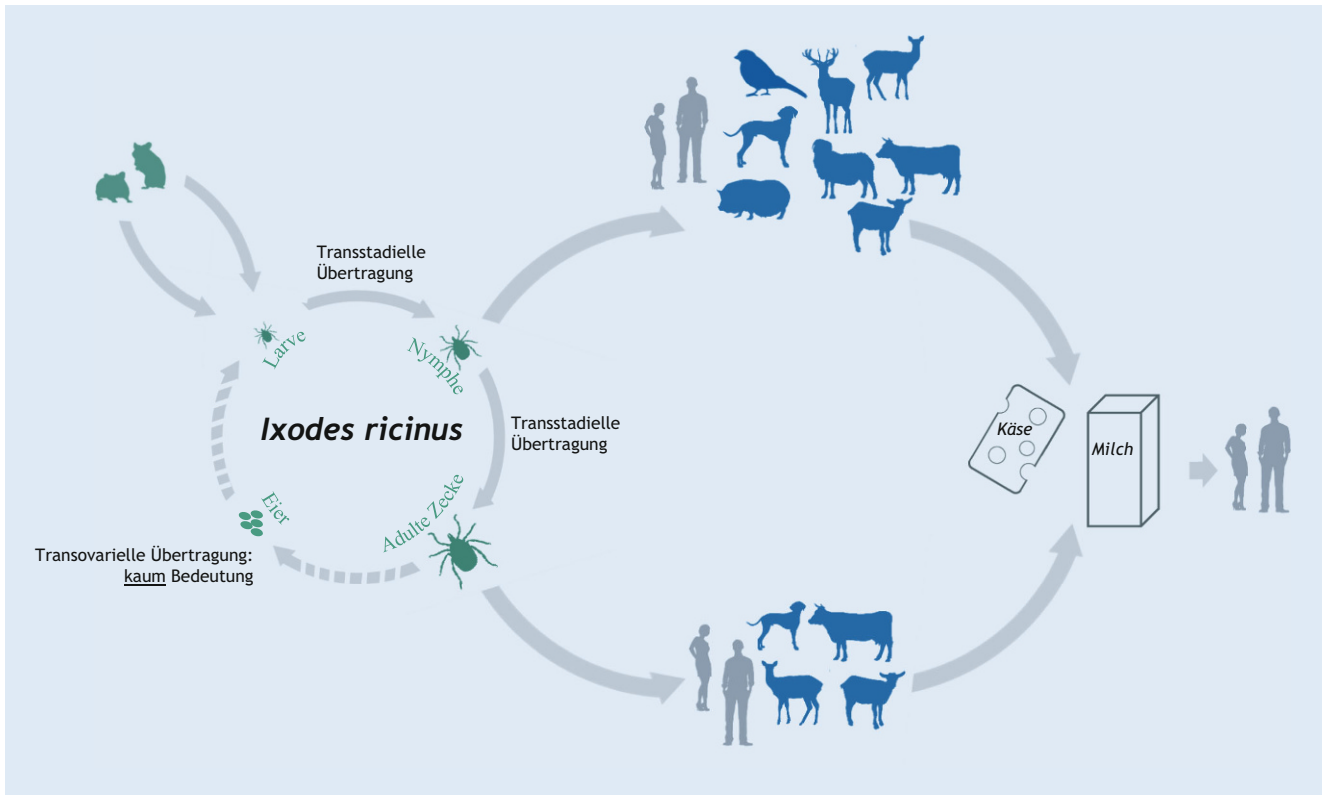 Transstadielle
Übertragung
Larve
Nymphe
Ixodes ricinus
Transstadielle
Übertragung
Käse
Milch
Eier
Adulte Zecke
Transovarielle Übertragung:
kaum Bedeutung